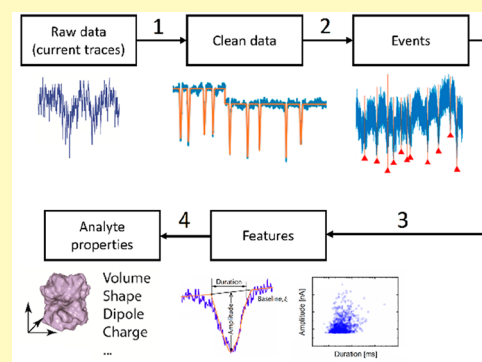 Raw data
(current traces)
1
Clean data
2
Events
3
Features
4
Analyte
properties
Volume
Shape
Dipole
Charge
...
Duration
Amplitude
Baseline, I
Amplitude [nA]
Duration [ms]